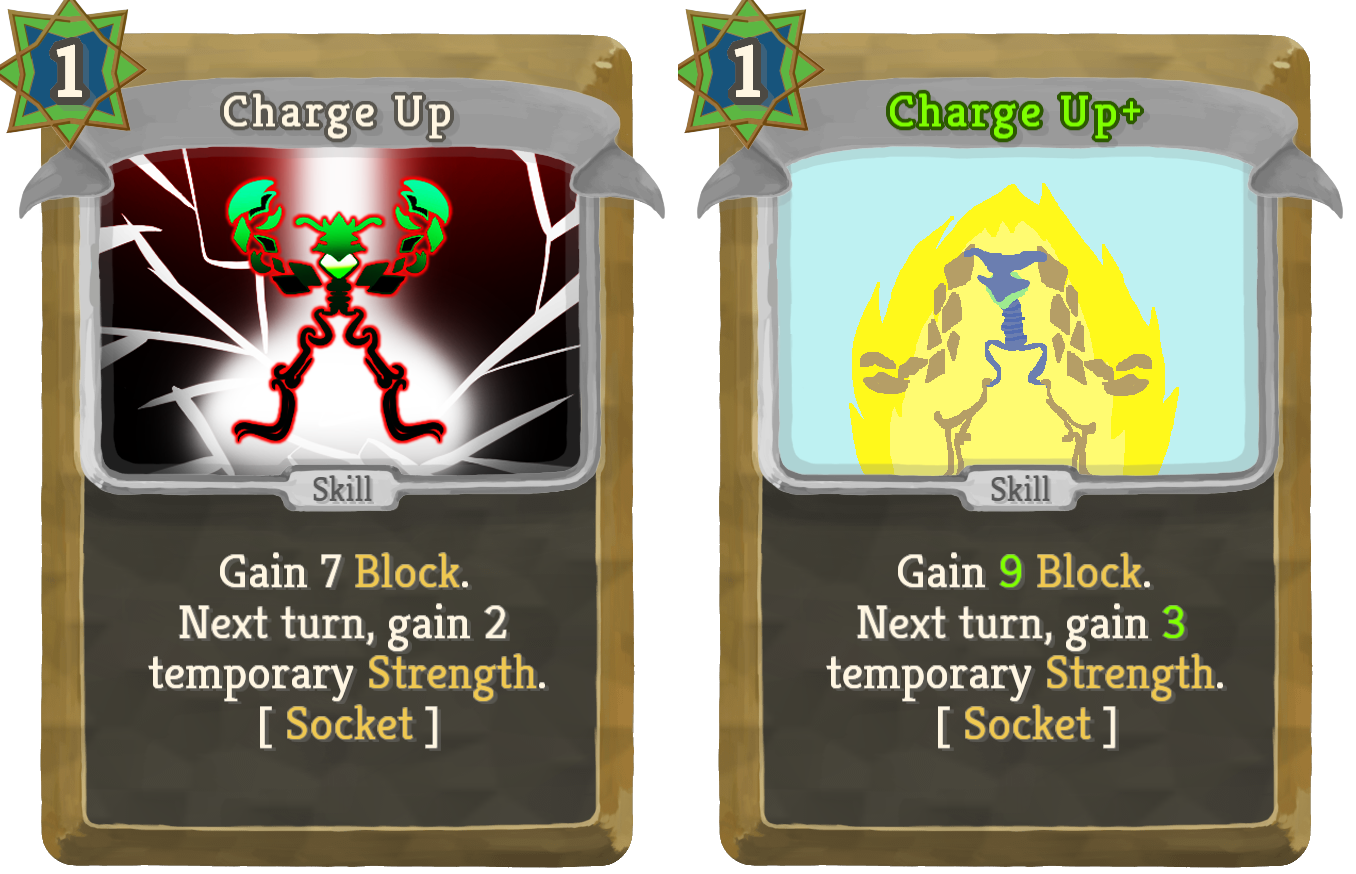 1
Charge Up
Skill
Gain 7 Block.
Next turn, gain 2
temporary Strength.
[ Socket ]
1
Charge Up+
Skill
Gain 9 Block.
Next turn, gain 3
temporary Strength.
[ Socket ]